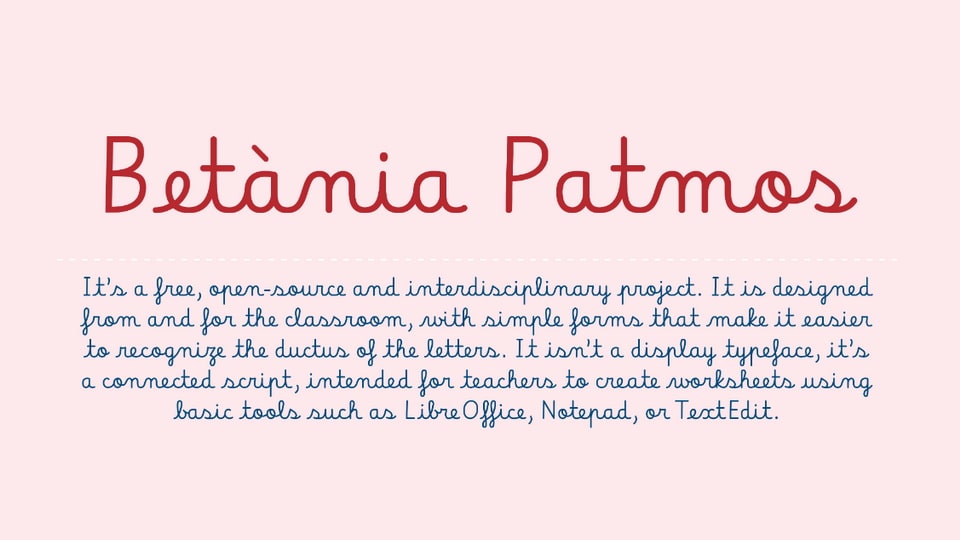 Betània Patmos
It's a free, open-source and interdisciplinary project. It is designed
from and for the classroom, with simple forms that make it easier
to recognize the ductus of the letters. It isn't a display typeface, it's
a connected script, intended for teachers to create worksheets using
basic tools such as LibreOffice, Notepad, or TextEdit.